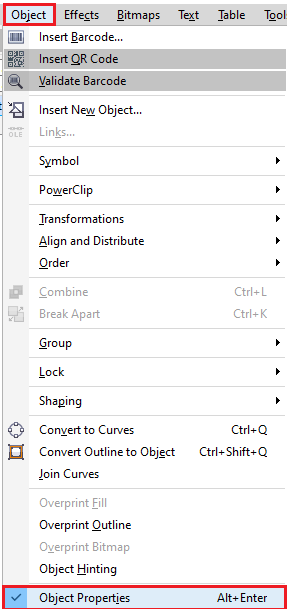 Object Effects Bitmaps Text Table Tools
Insert Barcode...
Insert QR Code
Validate Barcode
Insert New Object...
Links...
Symbol
PowerClip
Transformations
Align and Distribute
Order
Combine Ctrl+L
Break Apart Ctrl+K
Group
Lock
Shaping
Convert to Curves Ctrl+Q
Convert Outline to Object Ctrl+Shift+Q
Join Curves
Overprint Fill
Overprint Outline
Overprint Bitmap
Object Hinting
Object Properties Alt+Enter